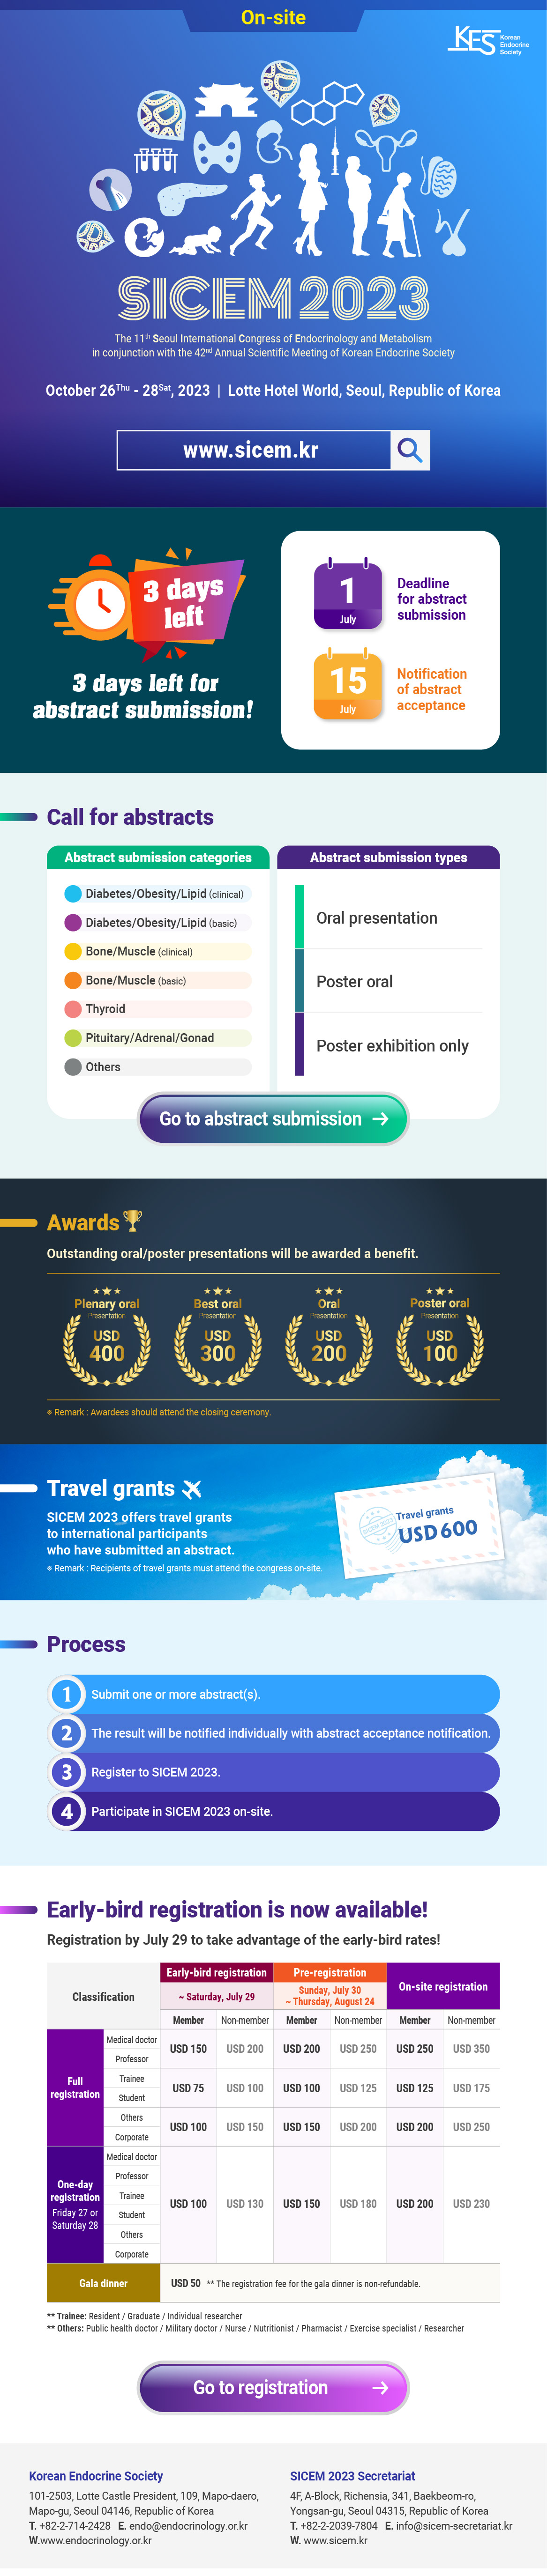 On-site
KES Korean
Endocrine
Society
SICEM 2023
The 11th Seoul International Congress of Endocrinology and Metabolism
in conjunction with the 42nd Annual Scientific Meeting of Korean Endocrine Society
October 26Thu - 28Sat, 2023 | Lotte Hotel World, Seoul, Republic of Korea
www.sicem.kr
3 days
left
3 days left for
abstract submission!
1
July
Deadline
for abstract
submission
15
July
Notification
of abstract
acceptance
Call for abstracts
Abstract submission categories
Diabetes/Obesity/Lipid (clinical)
Diabetes/Obesity/Lipid (basic)
Bone/Muscle (clinical)
Bone/Muscle (basic)
Thyroid
Pituitary/Adrenal/Gonad
Others
Abstract submission types
Oral presentation
Poster oral
Poster exhibition only
Go to abstract submission →
Awards
Outstanding oral/poster presentations will be awarded a benefit.
Plenary oral
Presentation
USD
400
Best oral
Presentation
USD
300
Oral
Presentation
USD
200
Poster oral
Presentation
USD
100
※ Remark : Awardees should attend the closing ceremony.
Travel grants
SICEM 2023 offers travel grants
to international participants
who have submitted an abstract.
※ Remark : Recipients of travel grants must attend the congress on-site.
SICEM 2023
Travel grants
USD 600
Process
1 Submit one or more abstract(s).
2 The result will be notified individually with abstract acceptance notification.
3 Register to SICEM 2023.
4 Participate in SICEM 2023 on-site.
Early-bird registration is now available!
Registration by July 29 to take advantage of the early-bird rates!
Classification
Early-bird registration
~ Saturday, July 29
Pre-registration
Sunday, July 30
~ Thursday, August 24
On-site registration
Member Non-member Member Non-member Member Non-member
Full
registration
Medical doctor
Professor
USD 150 USD 200 USD 200 USD 250 USD 250 USD 350
Trainee
Student
USD 75 USD 100 USD 100 USD 125 USD 125 USD 175
Others
Corporate
USD 100 USD 150 USD 150 USD 200 USD 200 USD 250
One-day
registration
Friday 27 or
Saturday 28
Medical doctor
Professor
Trainee
Student
Others
Corporate
USD 100 USD 130 USD 150 USD 180 USD 200 USD 230
Gala dinner
USD 50 ** The registration fee for the gala dinner is non-refundable.
** Trainee: Resident / Graduate / Individual researcher
** Others: Public health doctor / Military doctor / Nurse / Nutritionist / Pharmacist / Exercise specialist / Researcher
Go to registration →
Korean Endocrine Society
101-2503, Lotte Castle President, 109, Mapo-daero,
Mapo-gu, Seoul 04146, Republic of Korea
T. +82-2-714-2428 E. endo@endocrinology.or.kr
W.www.endocrinology.or.kr
SICEM 2023 Secretariat
4F, A-Block, Richensia, 341, Baekbeom-ro,
Yongsan-gu, Seoul 04315, Republic of Korea
T. +82-2-2039-7804 E. info@sicem-secretariat.kr
W. www.sicem.kr